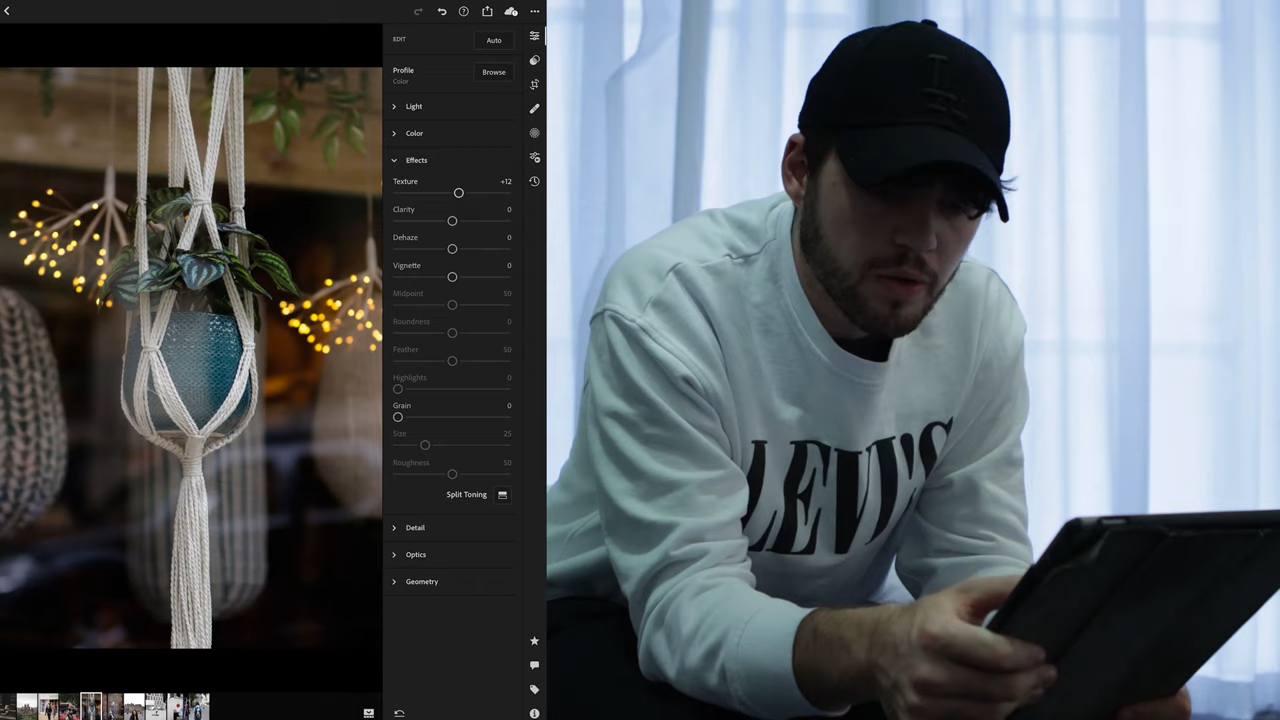 EDIT
Auto
Profile
Color
Browse
Light
Color
Effects
Texture +12
Clarity 0
Dehaze 0
Vignette 0
Midpoint 50
Roundness 0
Feather 50
Highlights 0
Grain 0
Size 25
Roughness 50
Split Toning
Detail
Optics
Geometry
LEVI'S